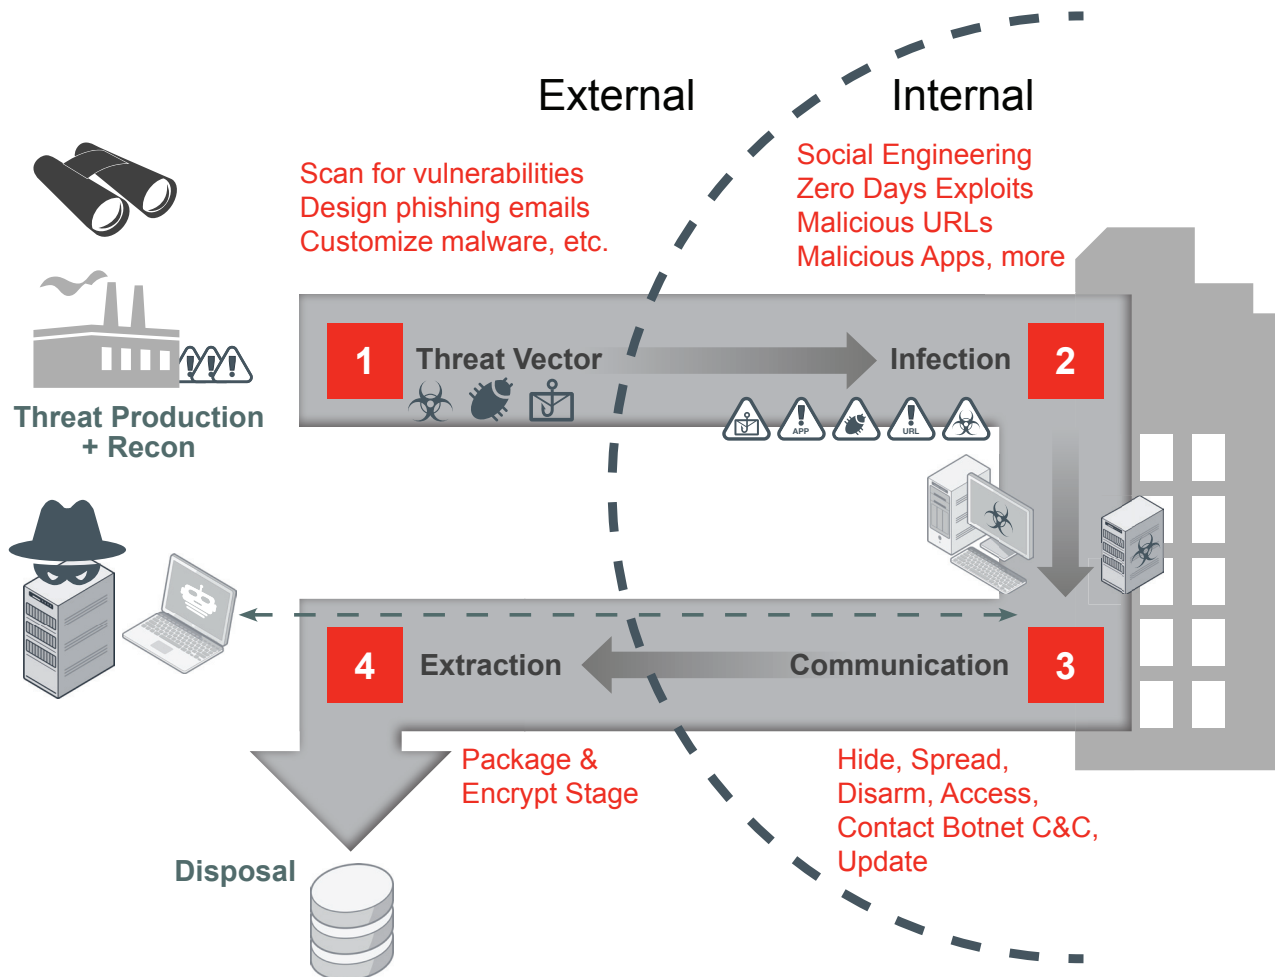 External
Internal
Scan for vulnerabilities
Design phishing emails
Customize malware, etc.
Social Engineering
Zero Days Exploits
Malicious URLs
Malicious Apps, more
1
Threat Vector
Infection
2
APP
URL
Threat Production
+ Recon
4
Extraction
Communication
3
Package &
Encrypt Stage
Hide, Spread,
Disarm, Access,
Contact Botnet C&C,
Update
Disposal